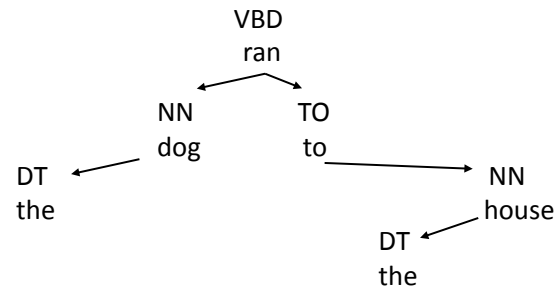 VBD
ran
NN TO
dog to
DT NN
the house
DT
the